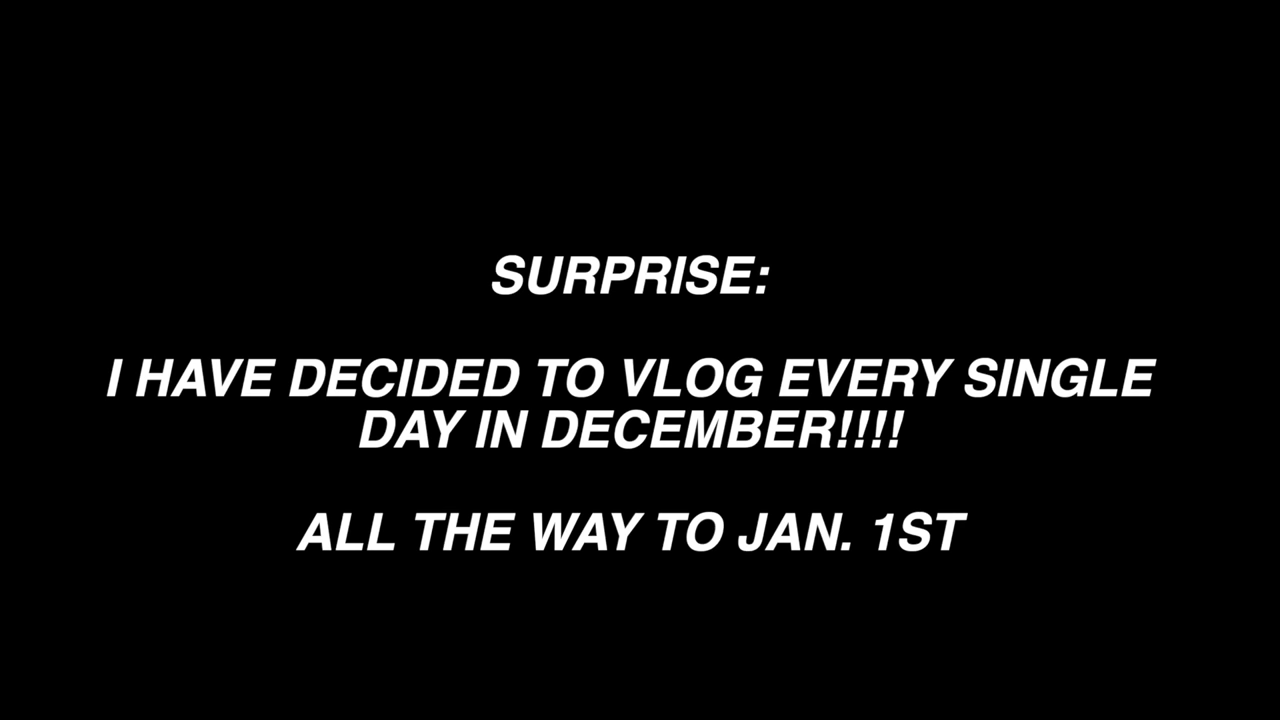 SURPRISE:
I HAVE DECIDED TO VLOG EVERY SINGLE
DAY IN DECEMBER!!!!
ALL THE WAY TO JAN. 1ST